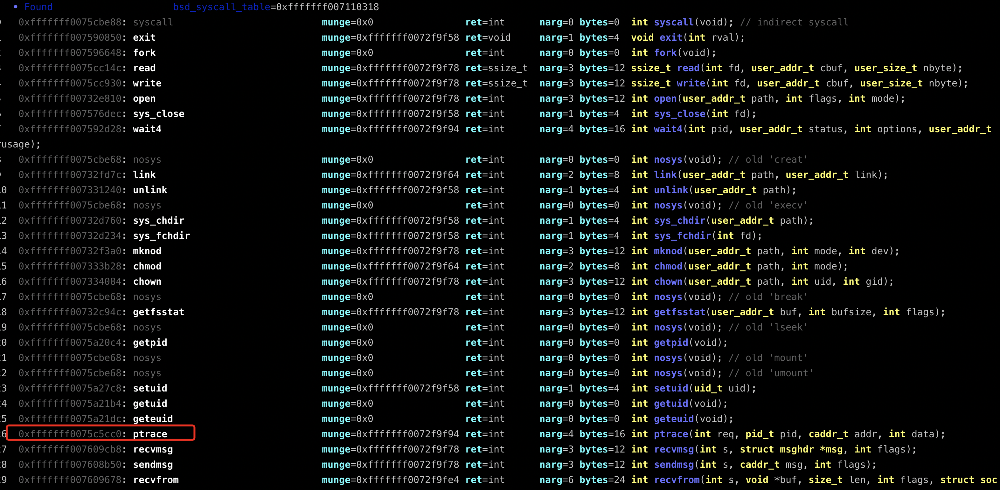 • Found bsd_syscall_table=0xfffffff007110318
0xfffffff0075cbe88: syscall munge=0x0 ret=int narg=0 bytes=0 int syscall(void); // indirect syscall
0xfffffff007590850: exit munge=0xfffffff0072f9f58 ret=void narg=1 bytes=4 void exit(int rval);
2 0xfffffff007596648: fork munge=0x0 ret=int narg=0 bytes=0 int fork(void);
3 0xfffffff0075cc14c: read munge=0xfffffff0072f9f78 ret=ssize_t narg=3 bytes=12 ssize_t read(int fd, user_addr_t cbuf, user_size_t nbyte);
0xfffffff0075cc930: write munge=0xfffffff0072f9f78 ret=ssize_t narg=3 bytes=12 ssize_t write(int fd, user_addr_t cbuf, user_size_t nbyte);
0xfffffff00732e810: open munge=0xfffffff0072f9f78 ret=int narg=3 bytes=12 int open(user_addr_t path, int flags, int mode);
0xfffffff007576dec: sys_close munge=0xfffffff0072f9f58 ret=int narg=1 bytes=4 int sys_close(int fd);
0xfffffff007592d28: wait4 munge=0xfffffff0072f9f94 ret=int narg=4 bytes=16 int wait4(int pid, user_addr_t status, int options, user_addr_t
rusage);
0xfffffff0075cbe68: nosys munge=0x0 ret=int narg=0 bytes=0 int nosys(void); // old 'creat'
0xfffffff00732fd7c: link munge=0xfffffff0072f9f64 ret=int narg=2 bytes=8 int link(user_addr_t path, user_addr_t link);
10 0xfffffff007331240: unlink munge=0xfffffff0072f9f58 ret=int narg=1 bytes=4 int unlink(user_addr_t path);
11 0xfffffff0075cbe68: nosys munge=0x0 ret=int narg=0 bytes=0 int nosys(void); // old 'execv'
12 0xfffffff00732d760: sys_chdir munge=0xfffffff0072f9f58 ret=int narg=1 bytes=4 int sys_chdir(user_addr_t path);
13 0xfffffff00732d234: sys_fchdir munge=0xfffffff0072f9f58 ret=int narg=1 bytes=4 int sys_fchdir(int fd);
14 0xfffffff00732f3a0: mknod munge=0xfffffff0072f9f78 ret=int narg=3 bytes=12 int mknod(user_addr_t path, int mode, int dev);
15 0xfffffff007333b28: chmod munge=0xfffffff0072f9f64 ret=int narg=2 bytes=8 int chmod(user_addr_t path, int mode);
16 0xfffffff007334084: chown munge=0xfffffff0072f9f78 ret=int narg=3 bytes=12 int chown(user_addr_t path, int uid, int gid);
17 0xfffffff0075cbe68: nosys munge=0x0 ret=int narg=0 bytes=0 int nosys(void); // old 'break'
18 0xfffffff00732c94c: getfsstat munge=0xfffffff0072f9f78 ret=int narg=3 bytes=12 int getfsstat(user_addr_t buf, int bufsize, int flags);
19 0xfffffff0075cbe68: nosys munge=0x0 ret=int narg=0 bytes=0 int nosys(void); // old 'lseek'
20 0xfffffff0075a20c4: getpid munge=0x0 ret=int narg=0 bytes=0 int getpid(void);
21 0xfffffff0075cbe68: nosys munge=0x0 ret=int narg=0 bytes=0 int nosys(void); // old 'mount'
22 0xfffffff0075cbe68: nosys munge=0x0 ret=int narg=0 bytes=0 int nosys(void); // old 'umount'
23 0xfffffff0075a27c8: setuid munge=0xfffffff0072f9f58 ret=int narg=1 bytes=4 int setuid(uid_t uid);
24 0xfffffff0075a21b4: getuid munge=0x0 ret=int narg=0 bytes=0 int getuid(void);
25 0xfffffff0075a21dc: geteuid munge=0x0 ret=int narg=0 bytes=0 int geteuid(void);
26 0xfffffff0075c5cc0: ptrace munge=0xfffffff0072f9f94 ret=int narg=4 bytes=16 int ptrace(int req, pid_t pid, caddr_t addr, int data);
27 0xfffffff007609cb8: recvmsg munge=0xfffffff0072f9f78 ret=int narg=3 bytes=12 int recvmsg(int s, struct msghdr *msg, int flags);
28 0xfffffff007608b50: sendmsg munge=0xfffffff0072f9f78 ret=int narg=3 bytes=12 int sendmsg(int s, caddr_t msg, int flags);
29 0xfffffff007609678: recvfrom munge=0xfffffff0072f9fe4 ret=int narg=6 bytes=24 int recvfrom(int s, void *buf, size_t len, int flags, struct soc